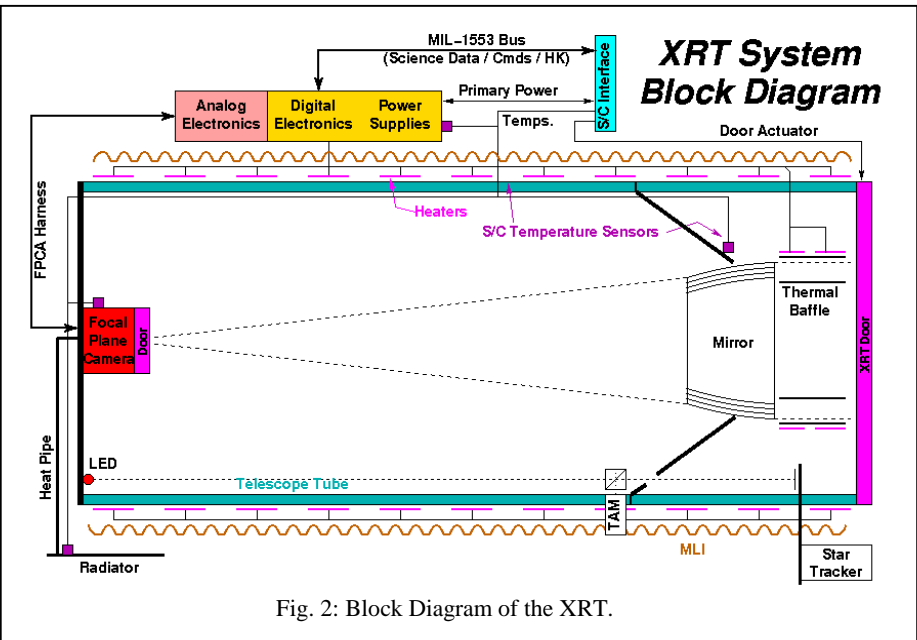 XRT System
Block Diagram
MIL-1553 Bus
(Science Data / Cmds / HK)
S/C Interface
Analog
Electronics
Digital
Electronics
Power
Supplies
Primary Power
Temps.
Door Actuator
FPCA Harness
Heaters
S/C Temperature Sensors
Focal
Plane
Camera
Door
Thermal
Baffle
Mirror
XRT Door
Heat Pipe
LED
Telescope Tube
TAM
MLI
Radiator
Star
Tracker
Fig. 2: Block Diagram of the XRT.